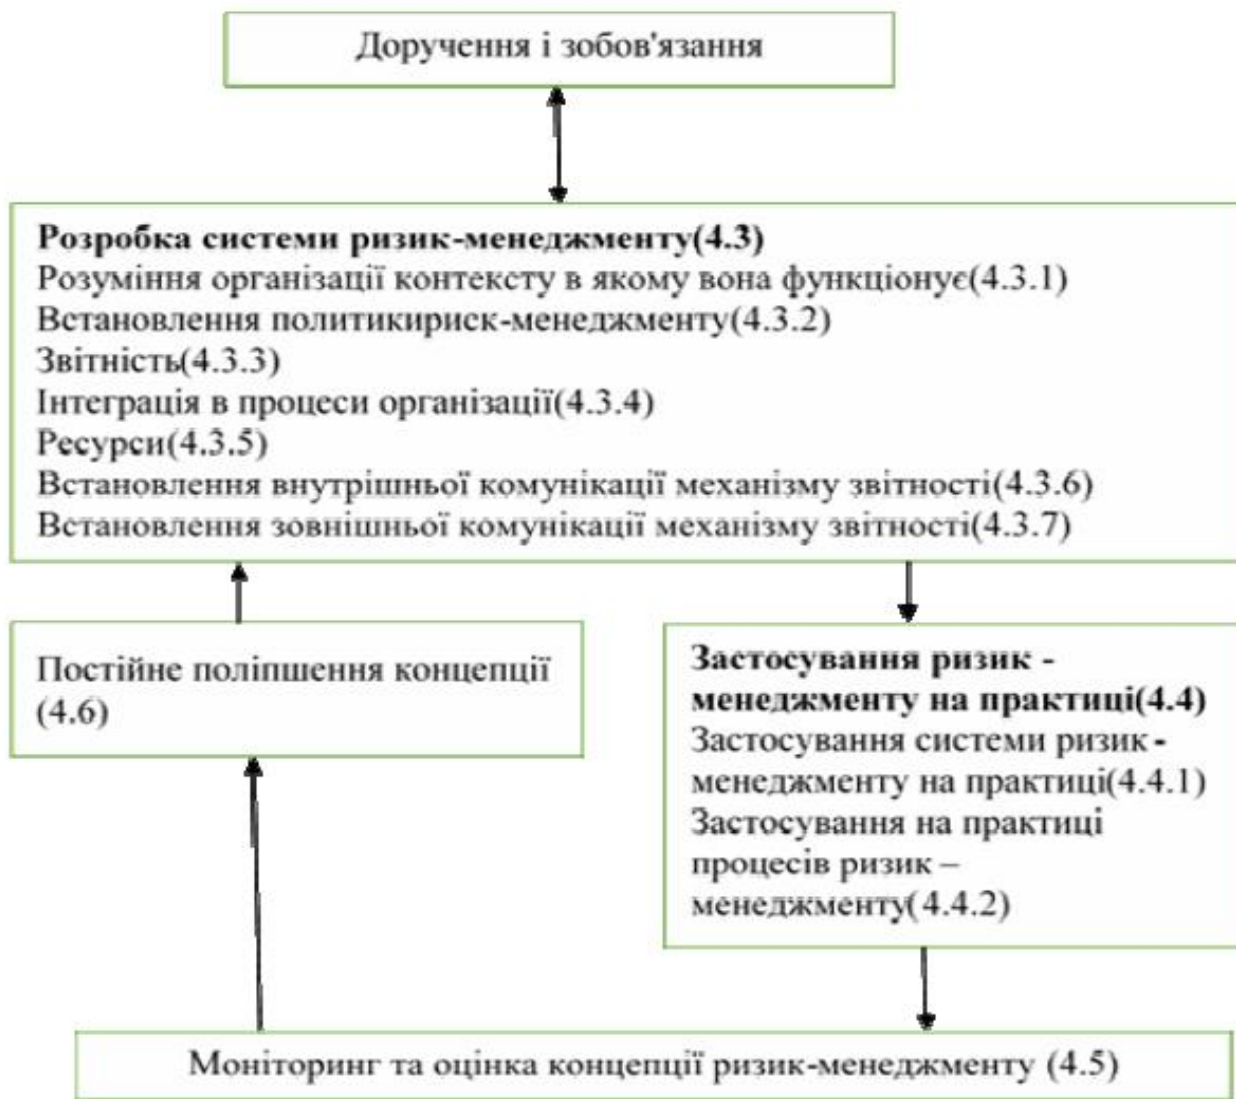 Доручення і зобов'язання
Розробка системи ризик-менеджменту(4.3)
Розуміння організації контексту в якому вона функціонує(4.3.1)
Встановлення политикириск-менеджменту(4.3.2)
Звітність(4.3.3)
Інтеграція в процеси організації(4.3.4)
Ресурси(4.3.5)
Встановлення внутрішньої комунікації механізму звітності(4.3.6)
Встановлення зовнішньої комунікації механізму звітності(4.3.7)
Постійне поліпшення концепції
(4.6)
Застосування ризик -
менеджменту на практиці(4.4)
Застосування системи ризик -
менеджменту на практиці(4.4.1)
Застосування на практиці
процесів ризик –
менеджменту(4.4.2)
Моніторинг та оцінка концепції ризик-менеджменту (4.5)